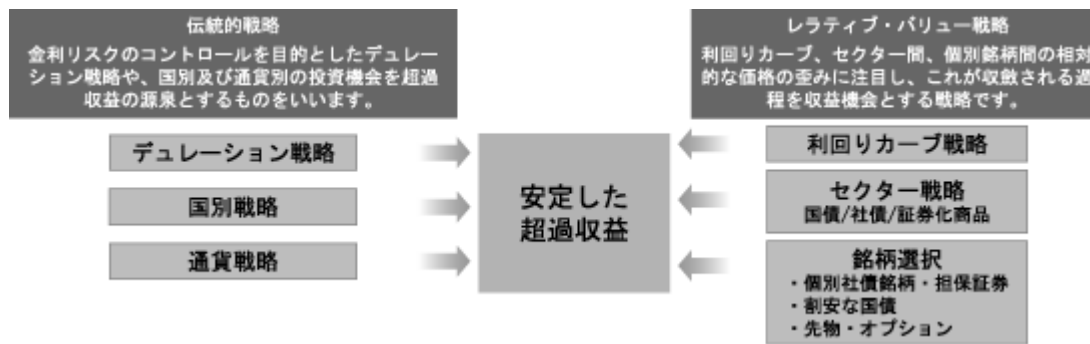 伝統的戦略
金利リスクのコントロールを目的としたデュレー
ション戦略や、国別及び通貨別の投資機会を超過
収益の源泉とするものをいいます。
デュレーション戦略
国別戦略
通貨戦略
安定した
超過収益
レラティブ・バリュー戦略
利回りカーブ、セクター間、個別銘柄間の相対
的な価格の歪みに注目し、これが収斂される過
程を収益機会とする戦略です。
利回りカーブ戦略
セクター戦略
国債/社債/証券化商品
銘柄選択
・個別社債銘柄・担保証券
・割安な国債
・先物・オプション